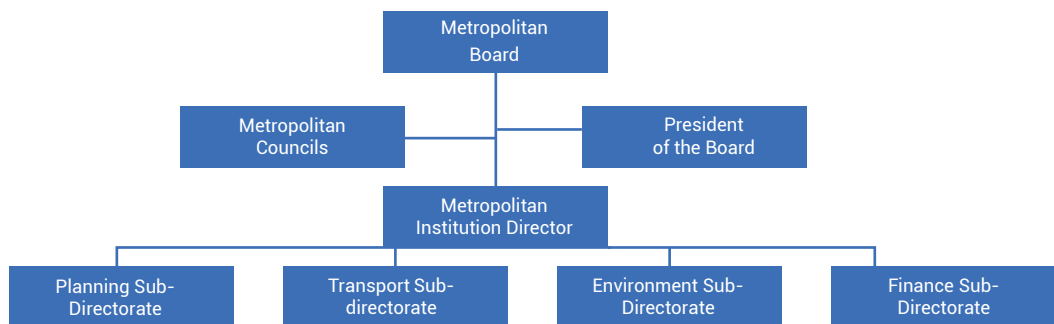 Metropolitan
Board
Metropolitan
Councils
President
of the Board
Metropolitan
Institution Director
Planning Sub-
Directorate
Transport Sub-
directorate
Environment Sub-
Directorate
Finance Sub-
Directorate